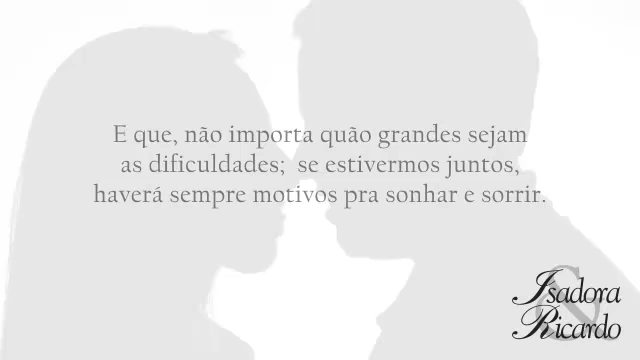 E que, não importa quão grandes sejam
as dificuldades; se estivermos juntos,
haverá sempre motivos pra sonhar e sorrir.
Isadora
&
Ricardo